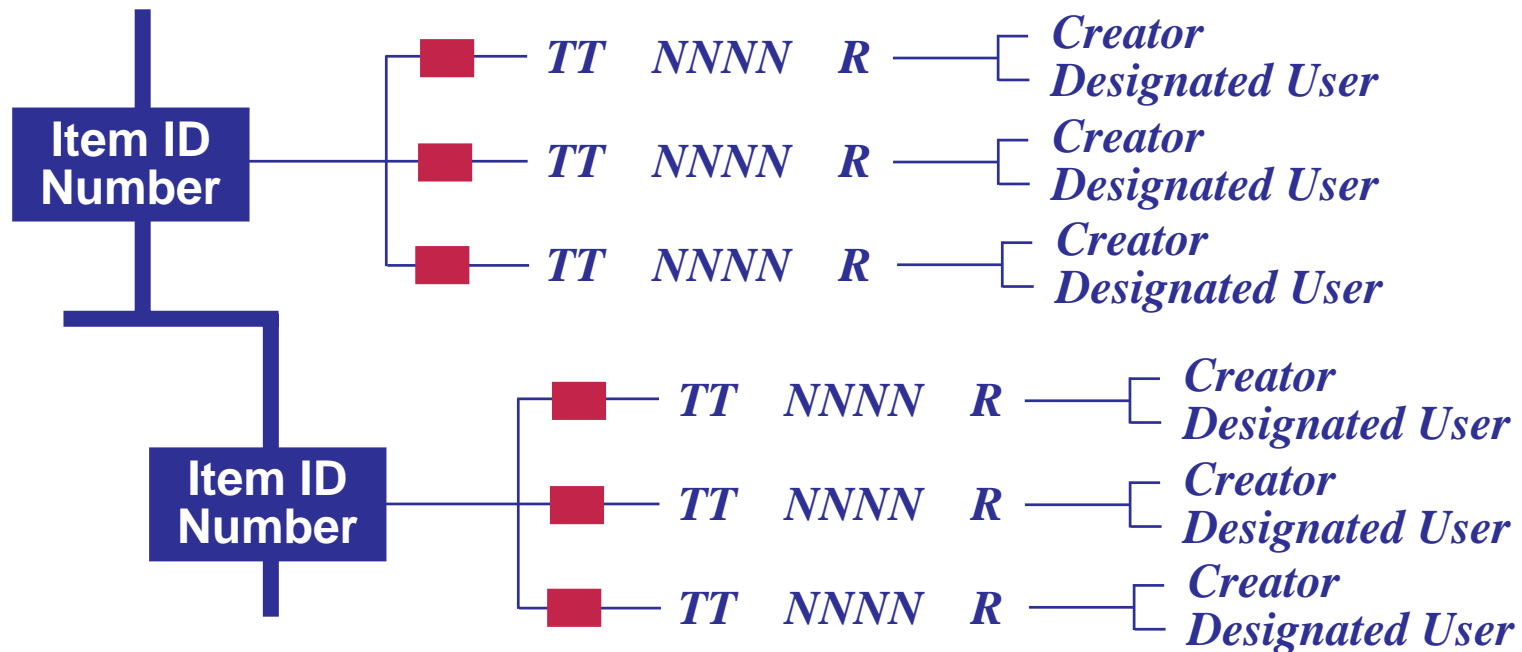 Creator
TT NNNN R
Designated User
Item ID
Number
Creator
TT NNNN R
Designated User
Creator
TT NNNN R
Designated User
Creator
TT NNNN R
Designated User
Item ID
Number
Creator
TT NNNN R
Designated User
Creator
TT NNNN R
Designated User